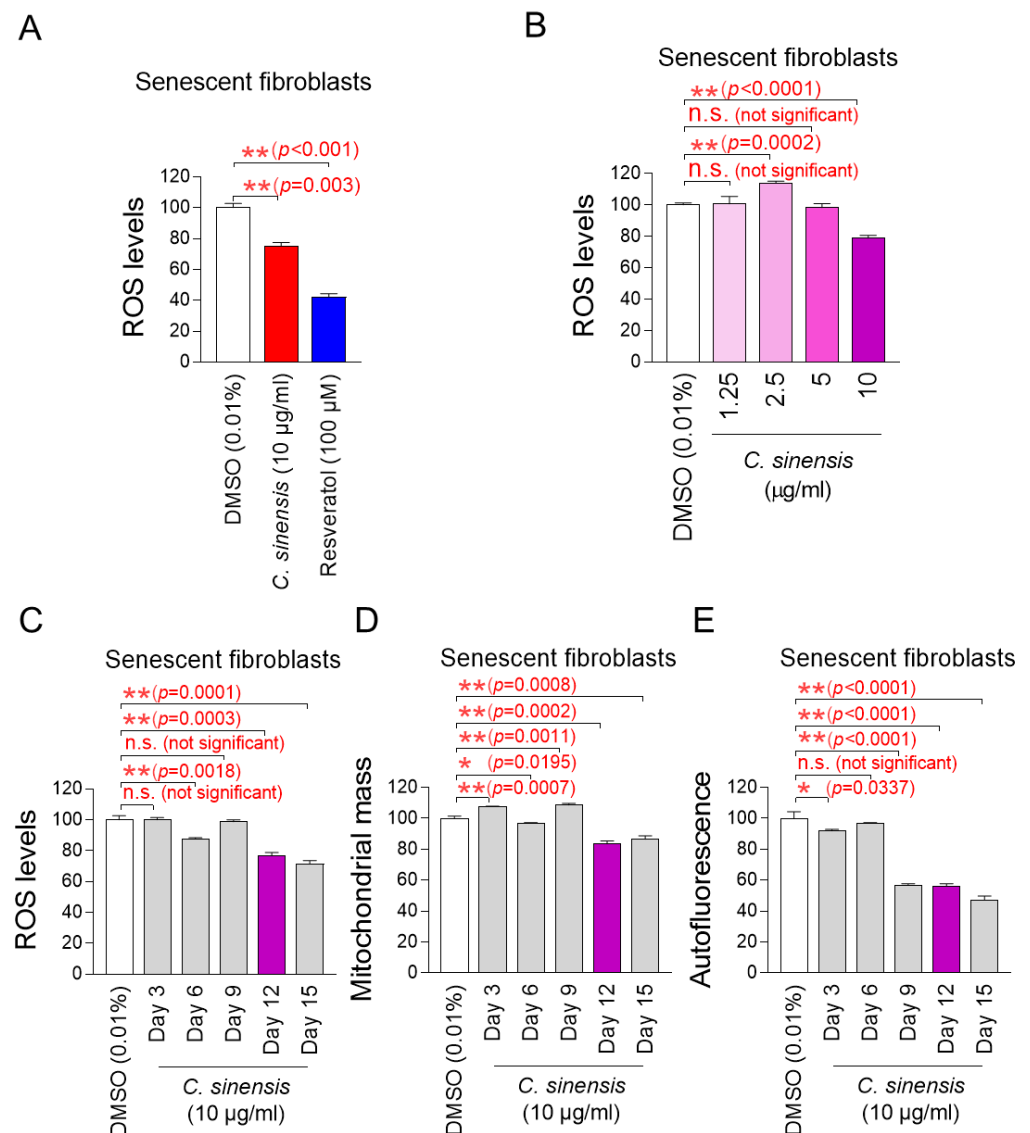 A
Senescent fibroblasts
**(p<0.001)
**(p=0.003)
ROS levels
120
100
80
60
40
20
0
DMSO (0.01%)
C. sinensis (10 µg/ml)
Resveratol (100 µM)
B
Senescent fibroblasts
**(p<0.0001)
n.s. (not significant)
**(p=0.0002)
n.s. (not significant)
ROS levels
120
100
80
60
40
20
0
DMSO (0.01%)
1.25
2.5
5
10
C. sinensis
(µg/ml)
C
Senescent fibroblasts
**(p=0.0001)
**(p=0.0003)
n.s. (not significant)
**(p=0.0018)
n.s. (not significant)
ROS levels
120
100
80
60
40
20
0
DMSO (0.01%)
Day 3
Day 6
Day 9
Day 12
Day 15
C. sinensis
(10 µg/ml)
D
Senescent fibroblasts
**(p=0.0008)
**(p=0.0002)
**(p=0.0011)
* (p=0.0195)
**(p=0.0007)
Mitochondrial mass
120
100
80
60
40
20
0
DMSO (0.01%)
Day 3
Day 6
Day 9
Day 12
Day 15
C. sinensis
(10 µg/ml)
E
Senescent fibroblasts
**(p<0.0001)
**(p<0.0001)
**(p<0.0001)
n.s. (not significant)
* (p=0.0337)
Autofluorescence
120
100
80
60
40
20
0
DMSO (0.01%)
Day 3
Day 6
Day 9
Day 12
Day 15
C. sinensis
(10 µg/ml)